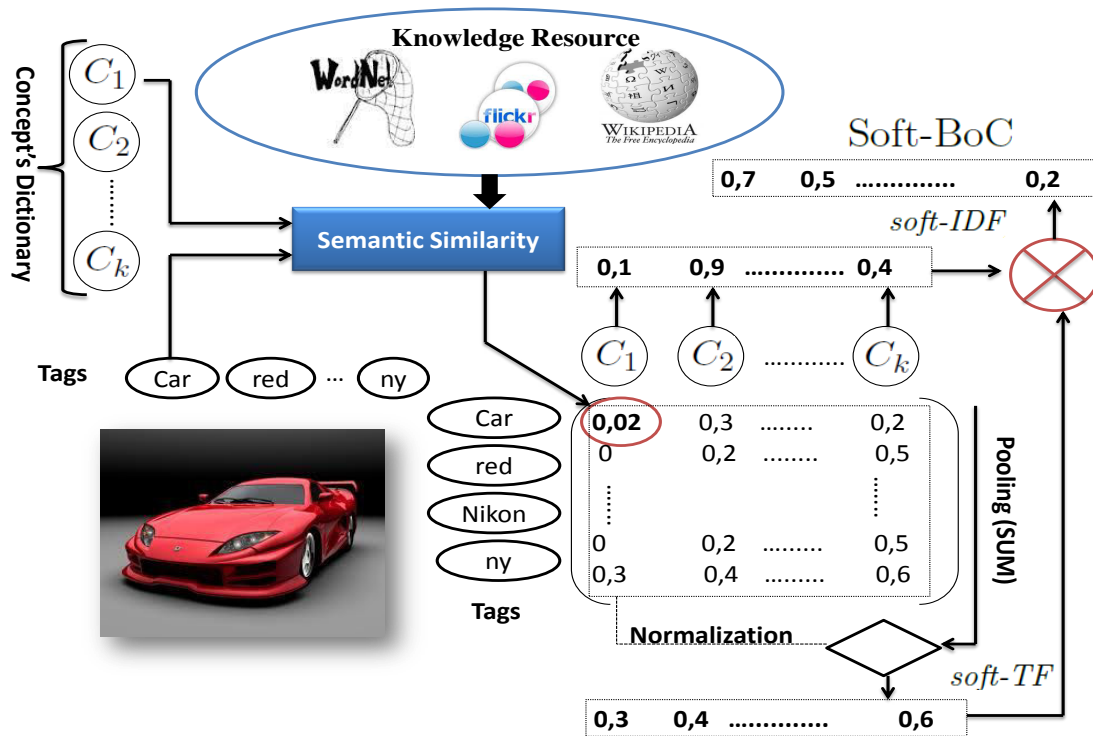 Knowledge Resource
WordNet
flickr
WIKIPEDIA
The Free Encyclopedia
Concept's Dictionary
C1
C2
......
Ck
Semantic Similarity
Soft-BoC
0,7 0,5 .............. 0,2
soft-IDF
0,1 0,9 .............. 0,4
C1 C2 ............ Ck
Tags
Car red ... ny
Car 0,02 0,3 ........ 0,2
red 0 0,2 ......... 0,5
Nikon ...... ......
ny 0 0,2 ......... 0,5
0,3 0,4 ......... 0,6
Tags
Pooling (SUM)
Normalization
soft-TF
0,3 0,4 .............. 0,6